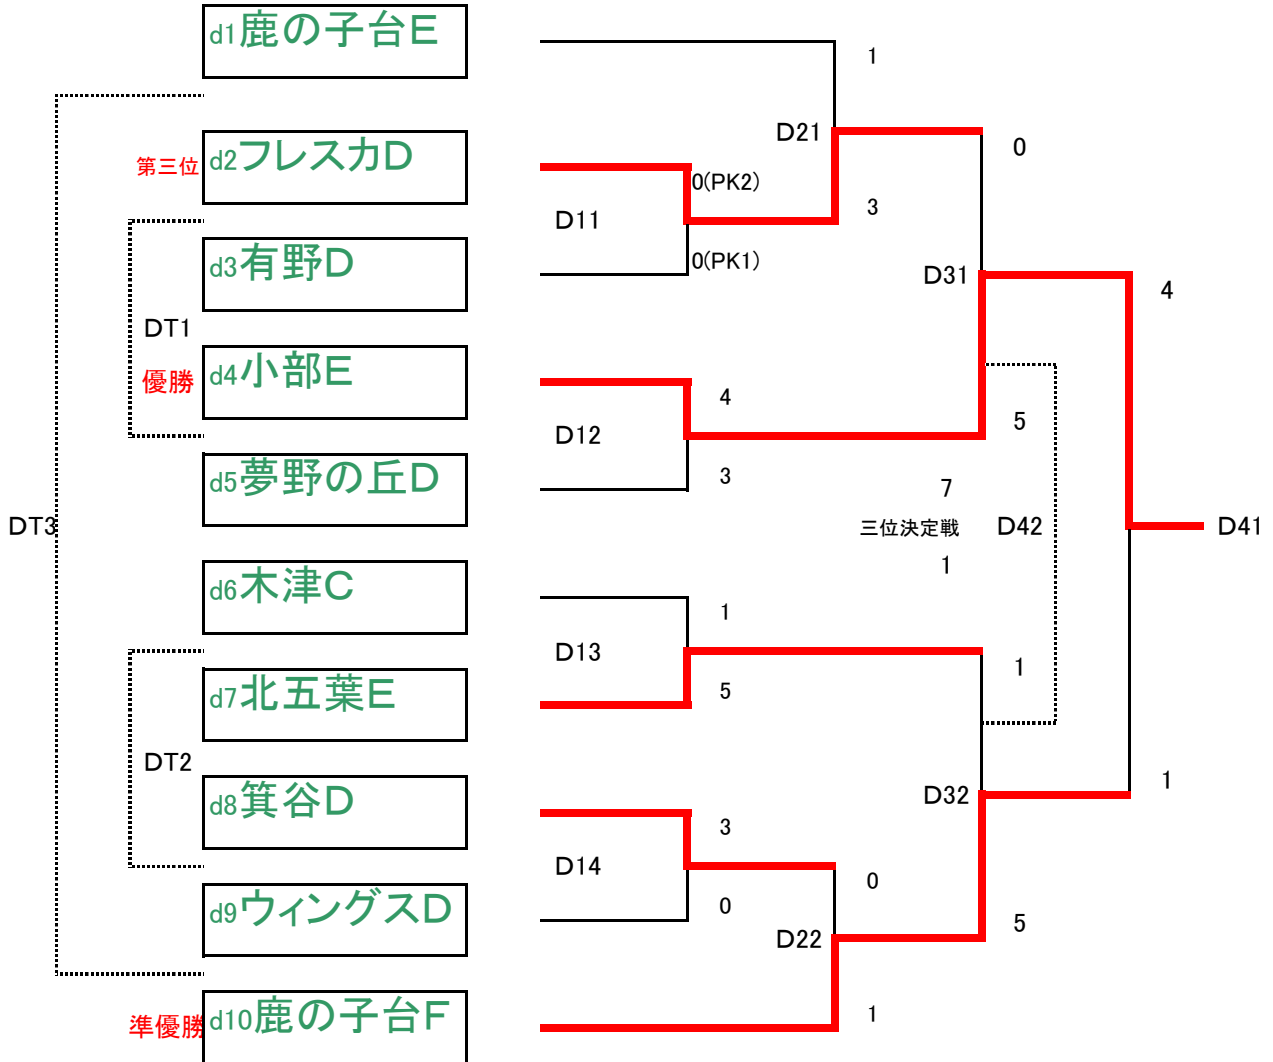 d1鹿の子台E
1
D21
0
第三位
d2フレスカD
0(PK2)
3
D11
d3有野D
0(PK1)
D31
4
DT1
優勝
d4小部E
4
D12
5
d5夢野の丘D
3
7
DT3
三位決定戦
D42
D41
1
d6木津C
1
D13
1
d7北五葉E
5
DT2
1
d8箕谷D
D32
3
D14
0
d9ウィングスD
0
5
D22
準優勝
d10鹿の子台F
1